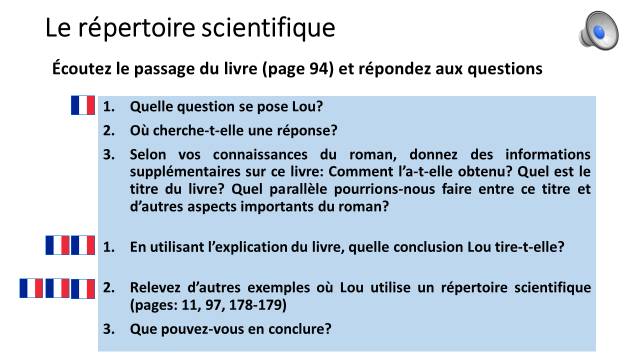 Le répertoire scientifique
Écoutez le passage du livre (page 94) et répondez aux questions
1. Quelle question se pose Lou?
2. Où cherche-t-elle une réponse?
3. Selon vos connaissances du roman, donnez des informations
supplémentaires sur ce livre: Comment l’a-t-elle obtenu? Quel est le
titre du livre? Quel parallèle pourrions-nous faire entre ce titre et
d’autres aspects importants du roman?
1. En utilisant l’explication du livre, quelle conclusion Lou tire-t-elle?
2. Relevez d’autres exemples où Lou utilise un répertoire scientifique
(pages: 11, 97, 178-179)
3. Que pouvez-vous en conclure?